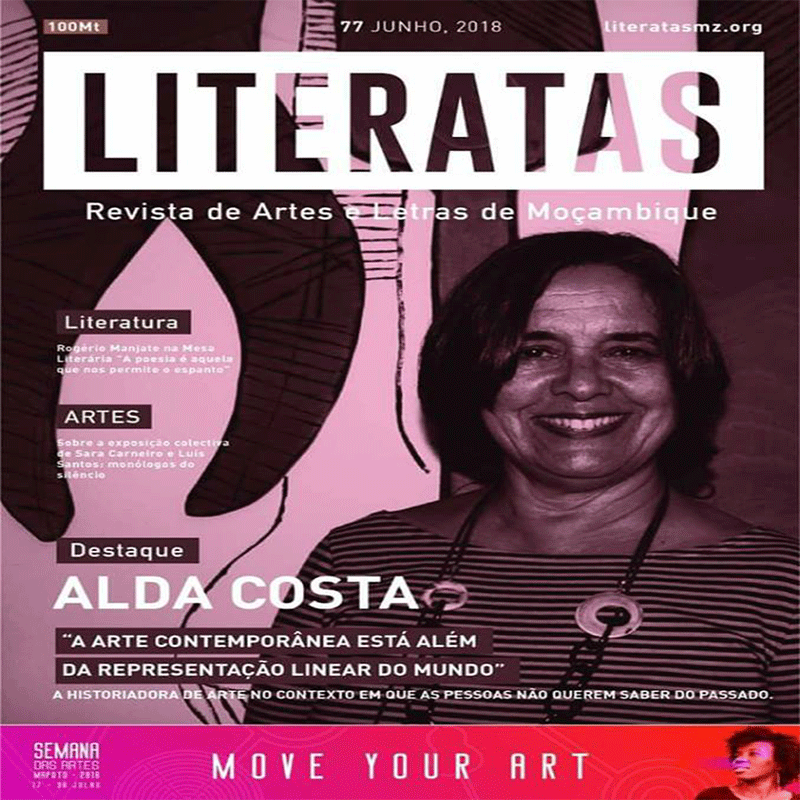 100Mt
77 JUNHO, 2018
literatasmz.org
LITERATAS
Revista de Artes e Letras de Moçambique
Literatura
Rogério Manjate na Mesa
Literária "A poesia é aquela
que nos permite o espanto"
ARTES
Sobre a exposição colectiva
de Sara Carneiro e Luís
Santos: monólogos do
silêncio
Destaque
ALDA COSTA
“A ARTE CONTEMPORÂNEA ESTÁ ALÉM
DA REPRESENTAÇÃO LINEAR DO MUNDO”
A HISTORIADORA DE ARTE NO CONTEXTO EM QUE AS PESSOAS NÃO QUEREM SABER DO PASSADO.
SEMANA
DAS ARTES
MAPUTO - 2018
JULHO
MOVE YOUR ART